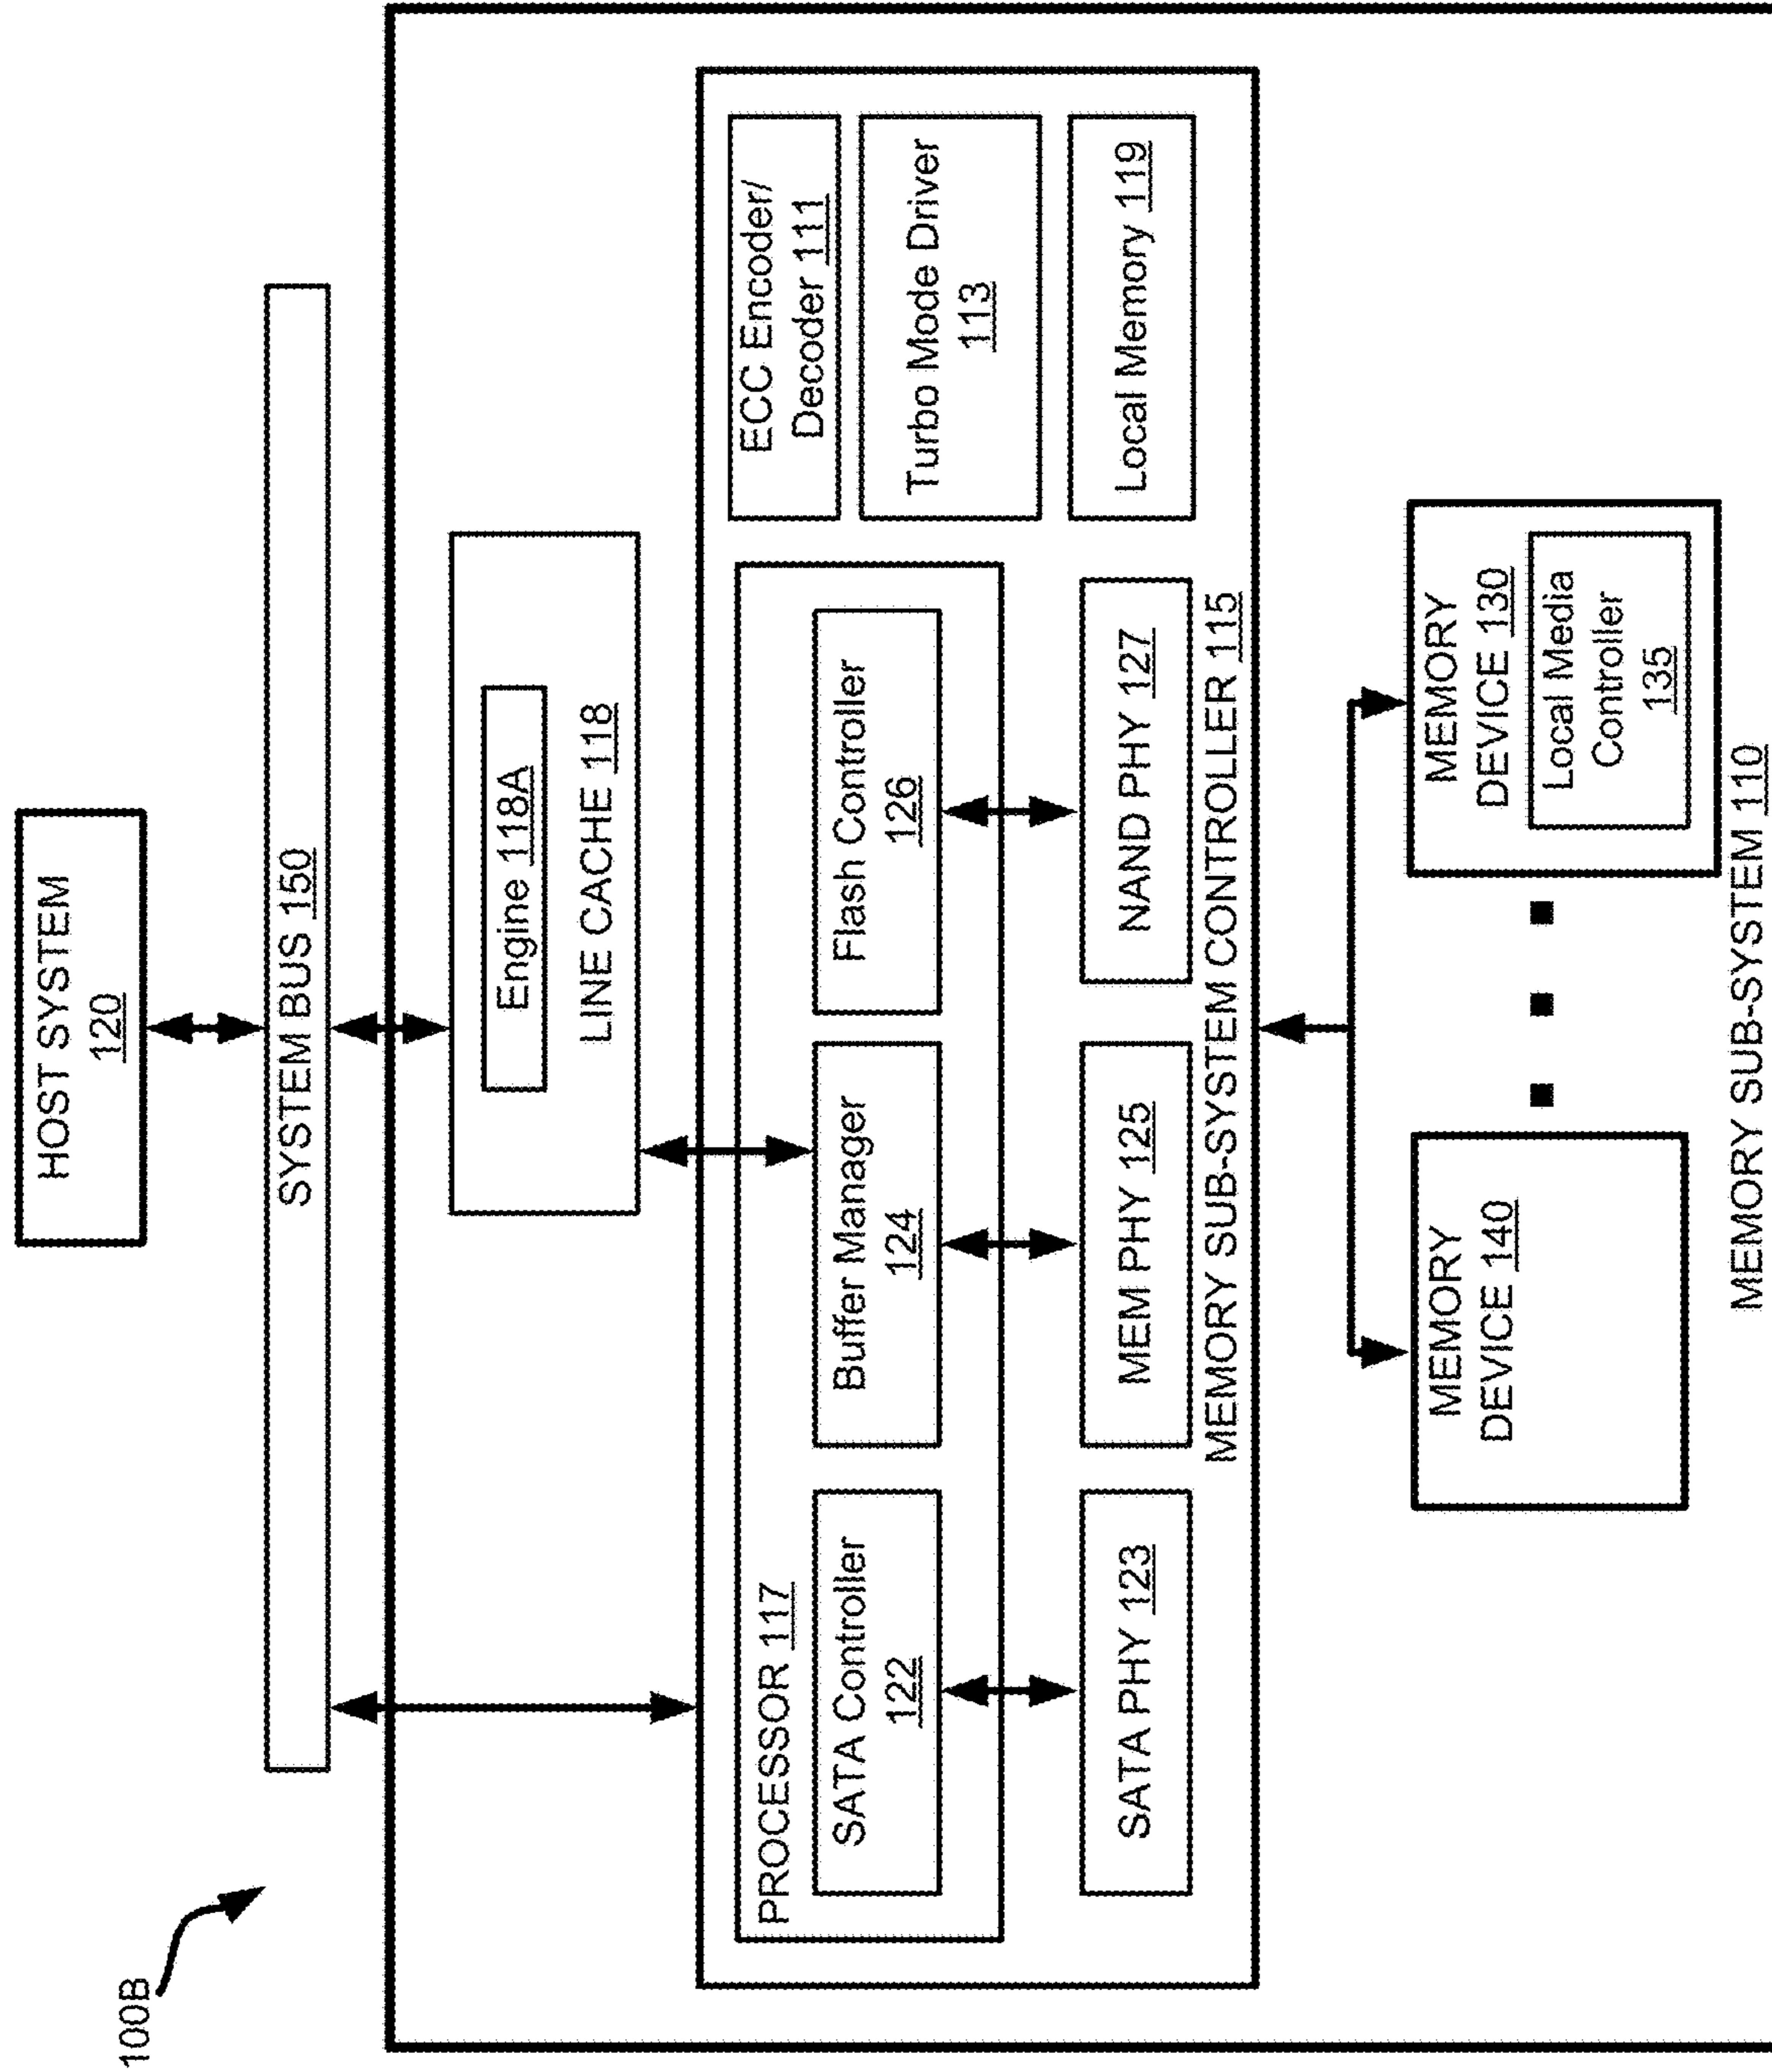 100B
HOST SYSTEM
120
SYSTEM BUS 150
Engine 118A
LINE CACHE 118
PROCESSOR 117
SATA Controller
122
Buffer Manager
124
Flash Controller
126
SATA PHY 123
MEM PHY 125
NAND PHY 127
ECC Encoder/
Decoder 111
Turbo Mode Driver
113
Local Memory 119
MEMORY SUB-SYSTEM CONTROLLER 115
MEMORY
DEVICE 140
MEMORY
DEVICE 130
Local Media
Controller
135
MEMORY SUB-SYSTEM 110